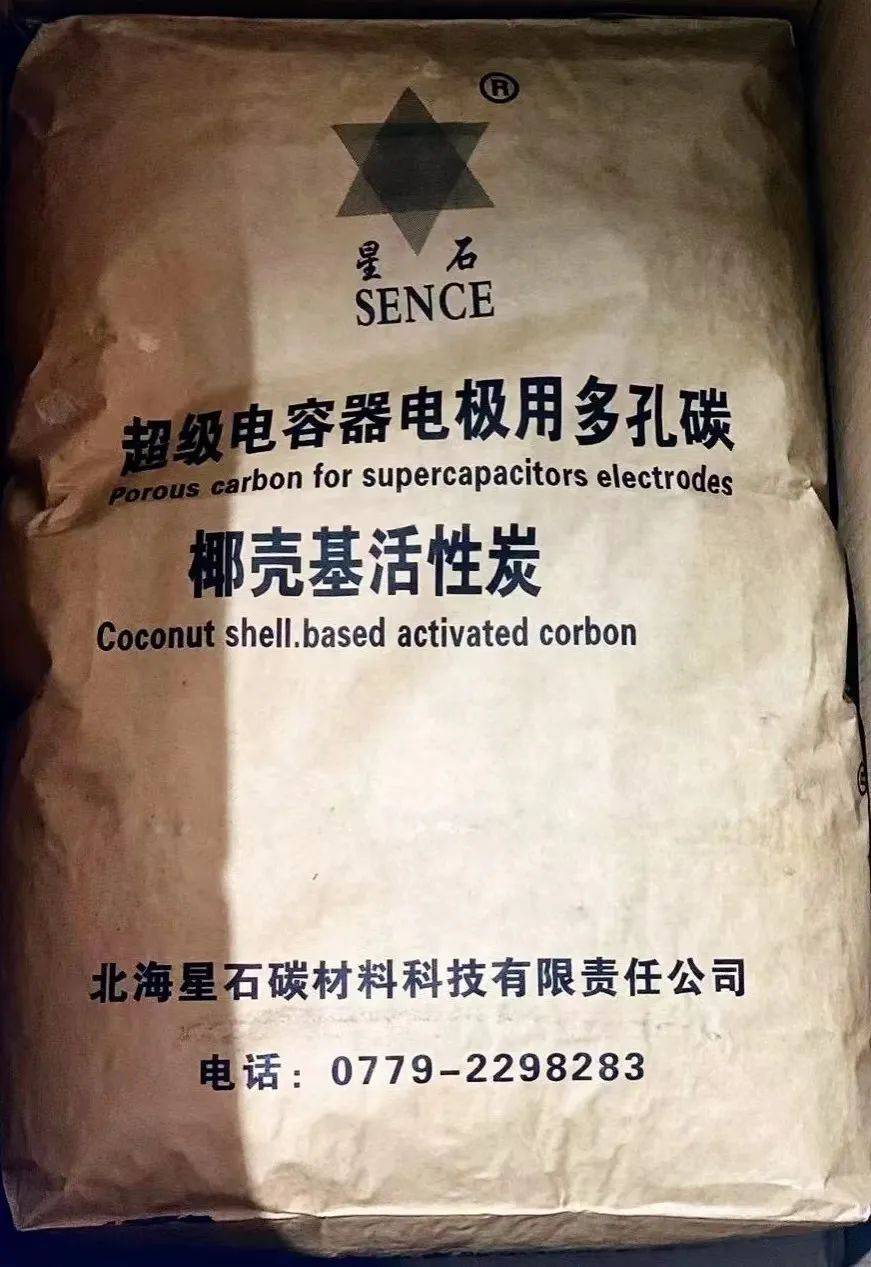 ®
星石
SENCE
超级电容器电极用多孔碳
Porous carbon for supercapacitors electrodes
椰壳基活性炭
Coconut shell.based activated corbon
北海星石碳材料科技有限责任公司
电话：0779-2298283